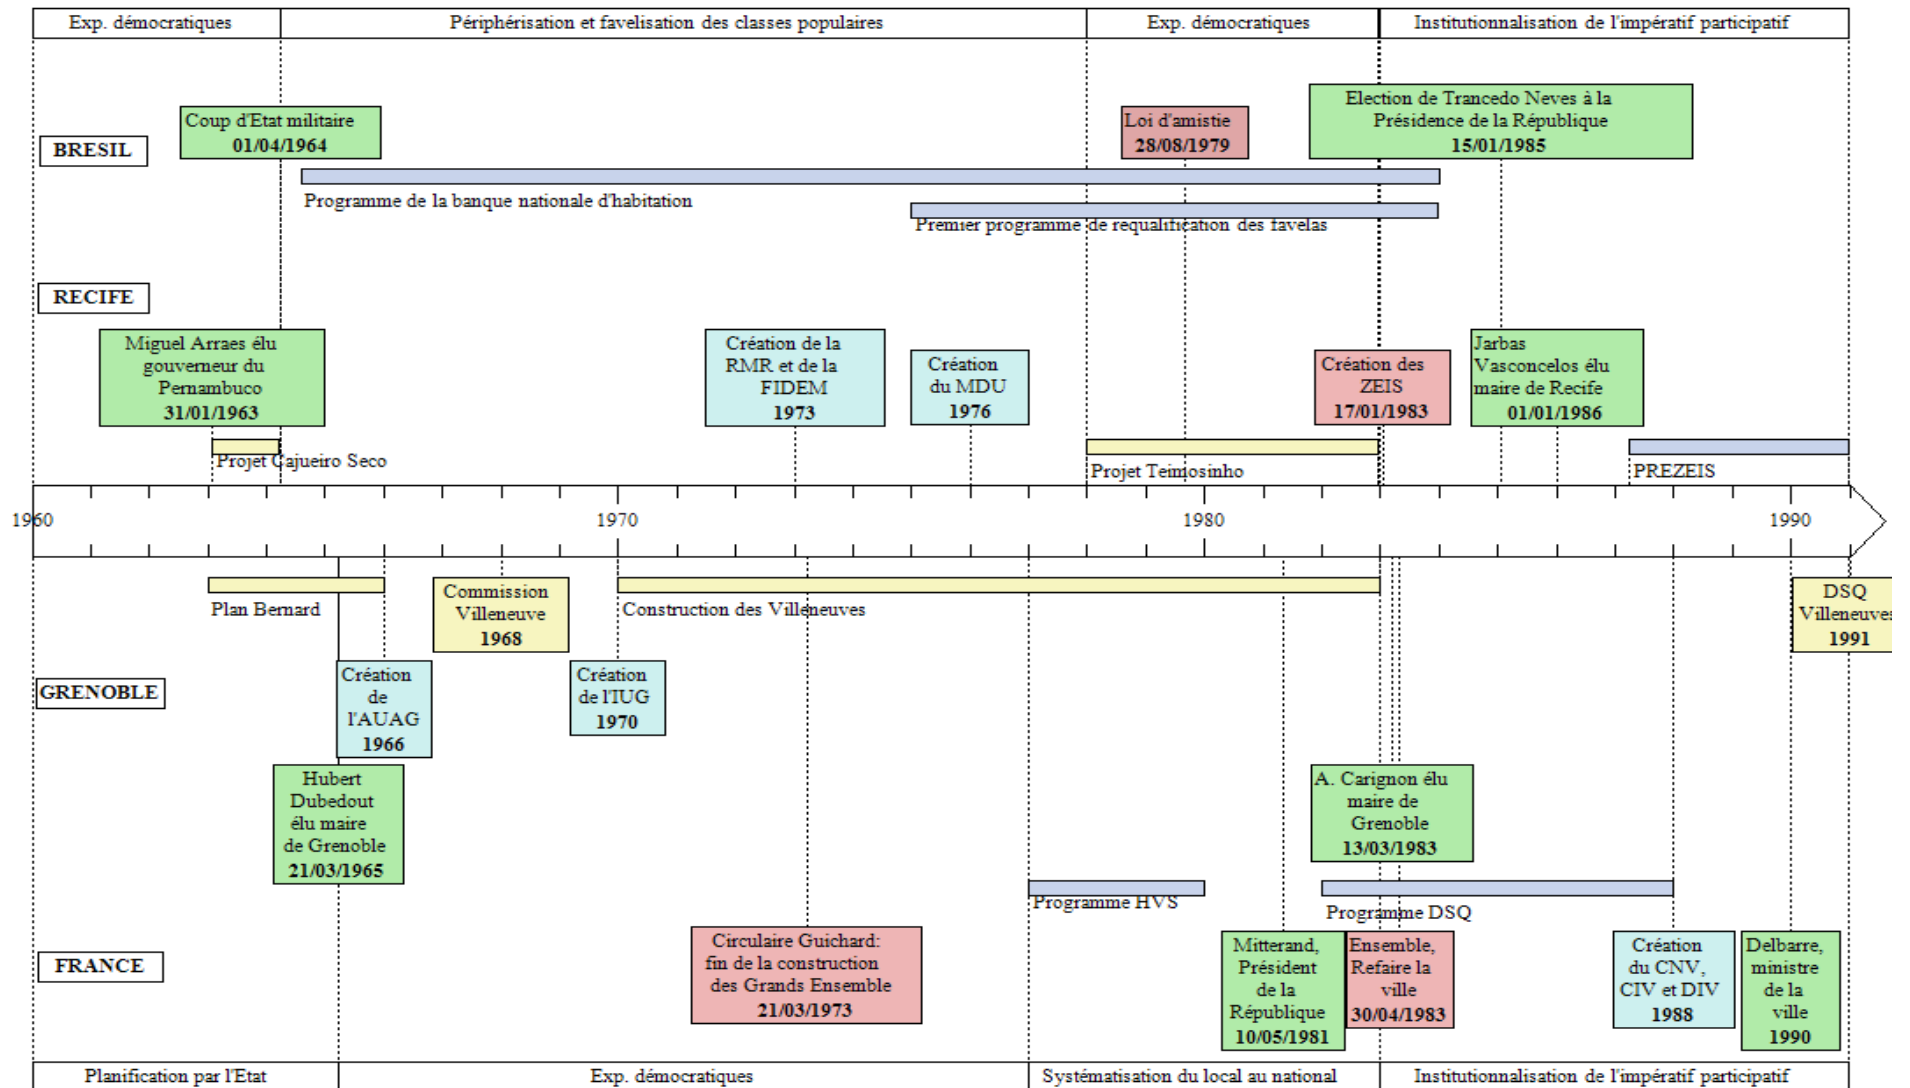 Exp. démocratiques
Périphérisation et favelisation des classes populaires
Exp. démocratiques
Institutionnalisation de l'impératif participatif
BRESIL
Coup d'Etat militaire
01/04/1964
Loi d'amistie
28/08/1979
Election de Trancedo Neves à la
Présidence de la République
15/01/1985
Programme de la banque nationale d'habitation
Premier programme de requalification des favelas
RECIFE
Miguel Arraes élu
gouverneur du
Pernambuco
31/01/1963
Création de la
RMR et de la
FIDEM
1973
Création
du MDU
1976
Création des
ZEIS
17/01/1983
Jarbas
Vasconcelos élu
maire de Recife
01/01/1986
Projet Cajueiro Seco
Projet Teimosinho
PREZEIS
1960
1970
1980
1990
Plan Bernard
Commission
Villeneuve
1968
Construction des Villeneuves
DSQ
Villeneuves
1991
GRENOBLE
Création
de
l'AUAG
1966
Création
de l'IUG
1970
Hubert
Dubedout
élu maire
de Grenoble
21/03/1965
A. Carignon élu
maire de
Grenoble
13/03/1983
Programme HVS
Programme DSQ
FRANCE
Circulaire Guichard:
fin de la construction
des Grands Ensemble
21/03/1973
Mitterand,
Président
de la
République
10/05/1981
Ensemble,
Refaire la
ville
30/04/1983
Création
du CNV,
CIV et DIV
1988
Delbarre,
ministre
de la
ville
1990
Planification par l'Etat
Exp. démocratiques
Systématisation du local au national
Institutionnalisation de l'impératif participatif